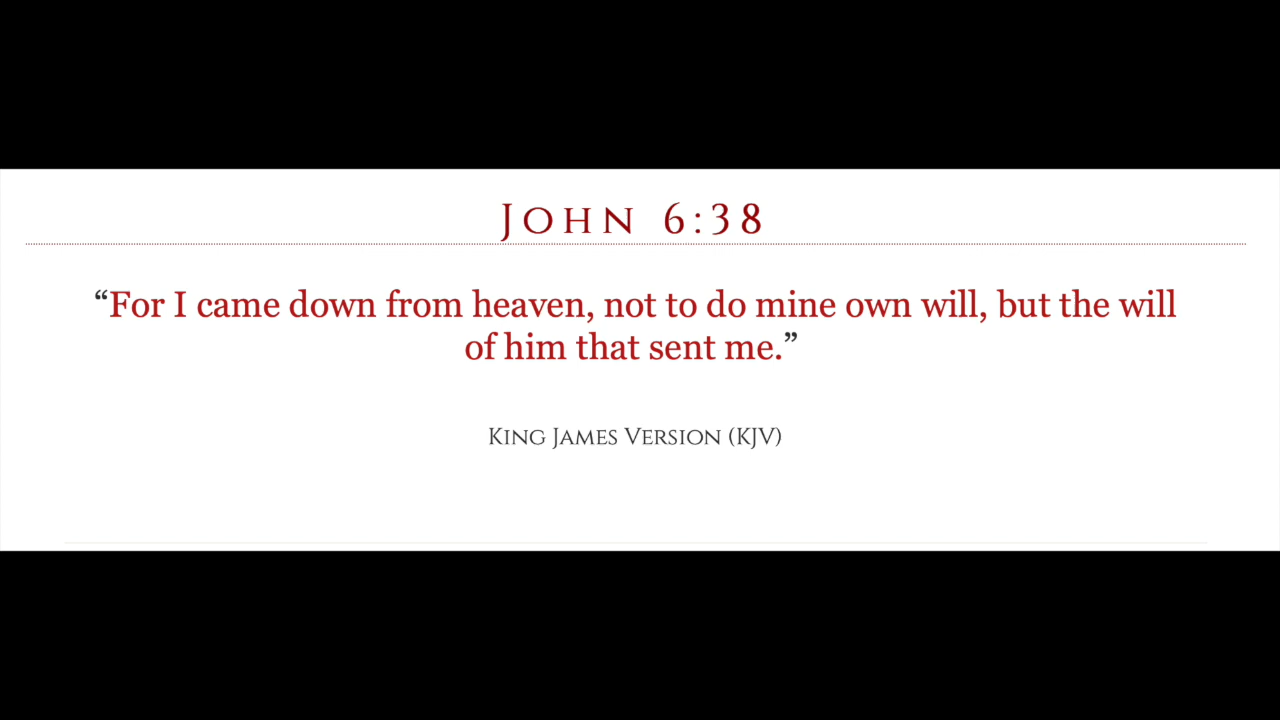 John 6:38
“For I came down from heaven, not to do mine own will, but the will
of him that sent me.”
King James Version (KJV)